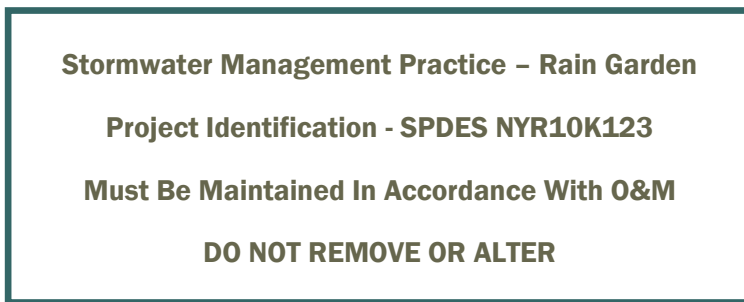 Stormwater Management Practice – Rain Garden
Project Identification - SPDES NYR10K123
Must Be Maintained In Accordance With O&M
DO NOT REMOVE OR ALTER